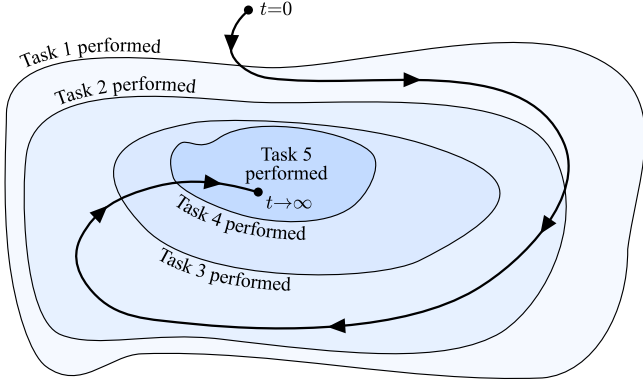 t=0
Task 1 performed
Task 2 performed
Task 5
performed
t→∞
Task 4 performed
Task 3 performed